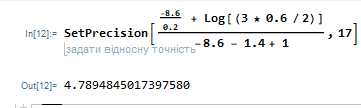 In[12]:= SetPrecision[(-8.6/0.2 + Log[(3 * 0.6 / 2)])/(-8.6 - 1.4 + 1), 17]
задати відносну точність
Out[12]= 4.7894845017397580